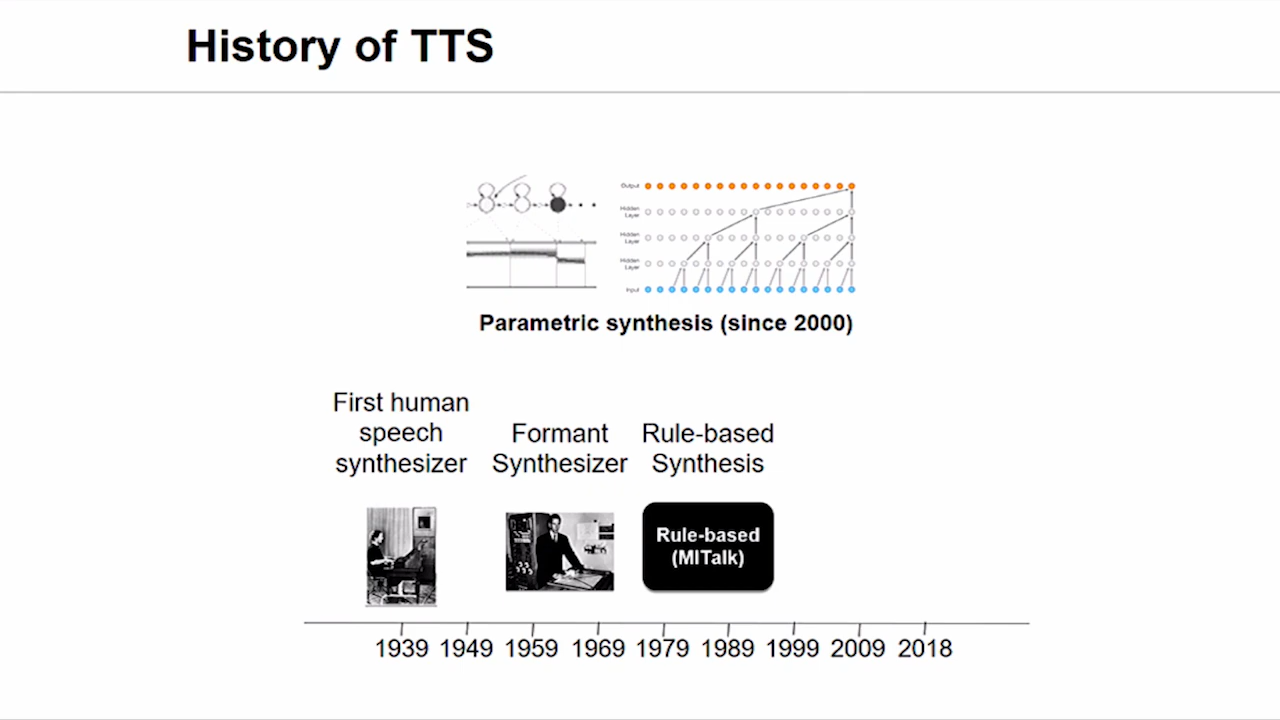 History of TTS
Output
Hidden
Layer
Hidden
Layer
Hidden
Layer
Input
Parametric synthesis (since 2000)
First human
speech
synthesizer
Formant
Synthesizer
Rule-based
Synthesis
Rule-based
(MITalk)
1939 1949 1959 1969 1979 1989 1999 2009 2018